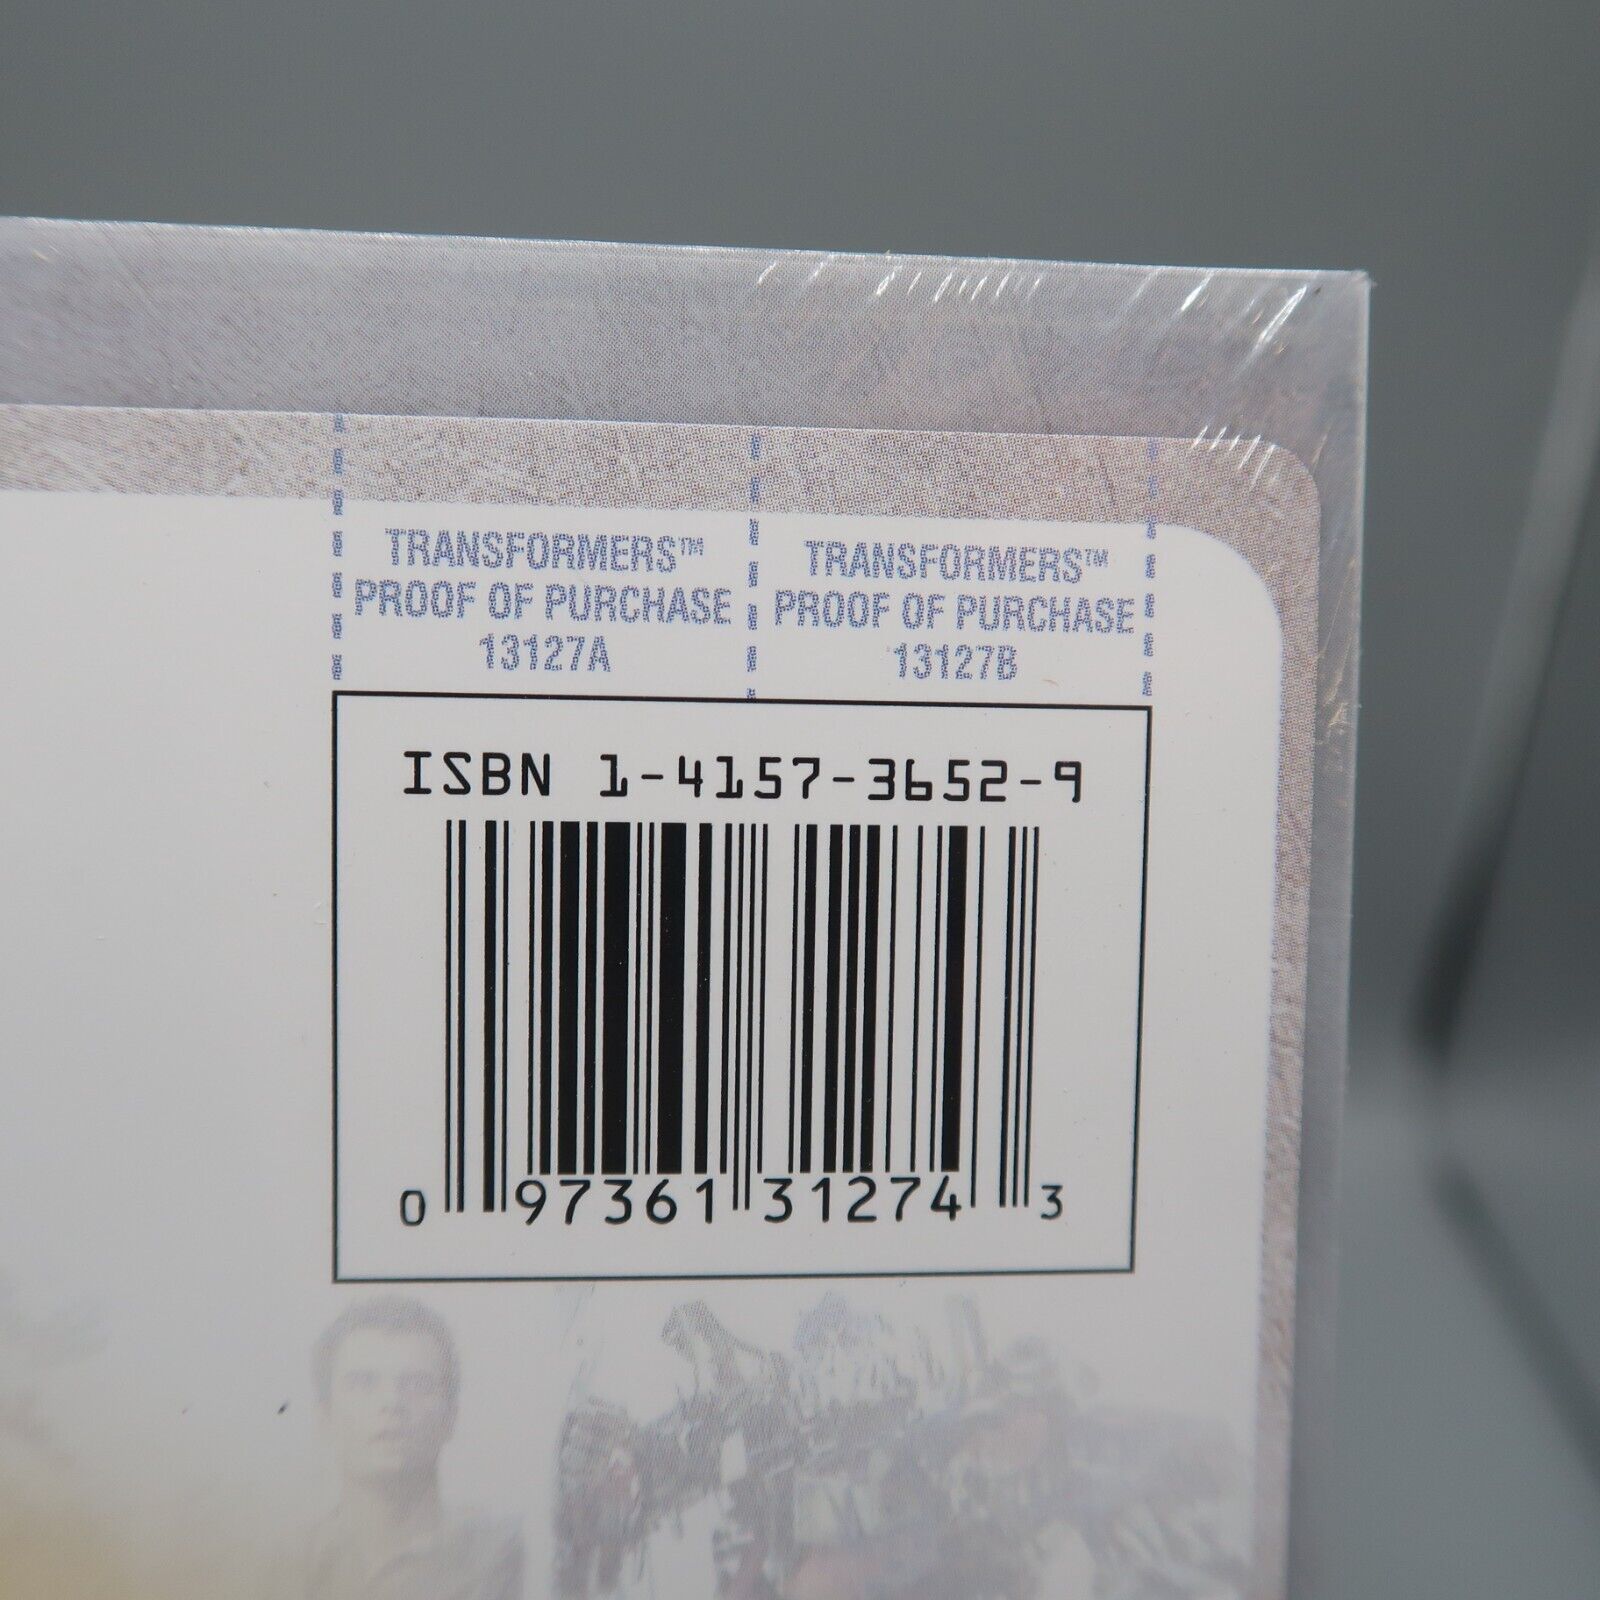 TRANSFORMERS™
PROOF OF PURCHASE
13127A
TRANSFORMERS™
PROOF OF PURCHASE
13127B
ISBN 1-4157-3652-9
0 97361 31274 3